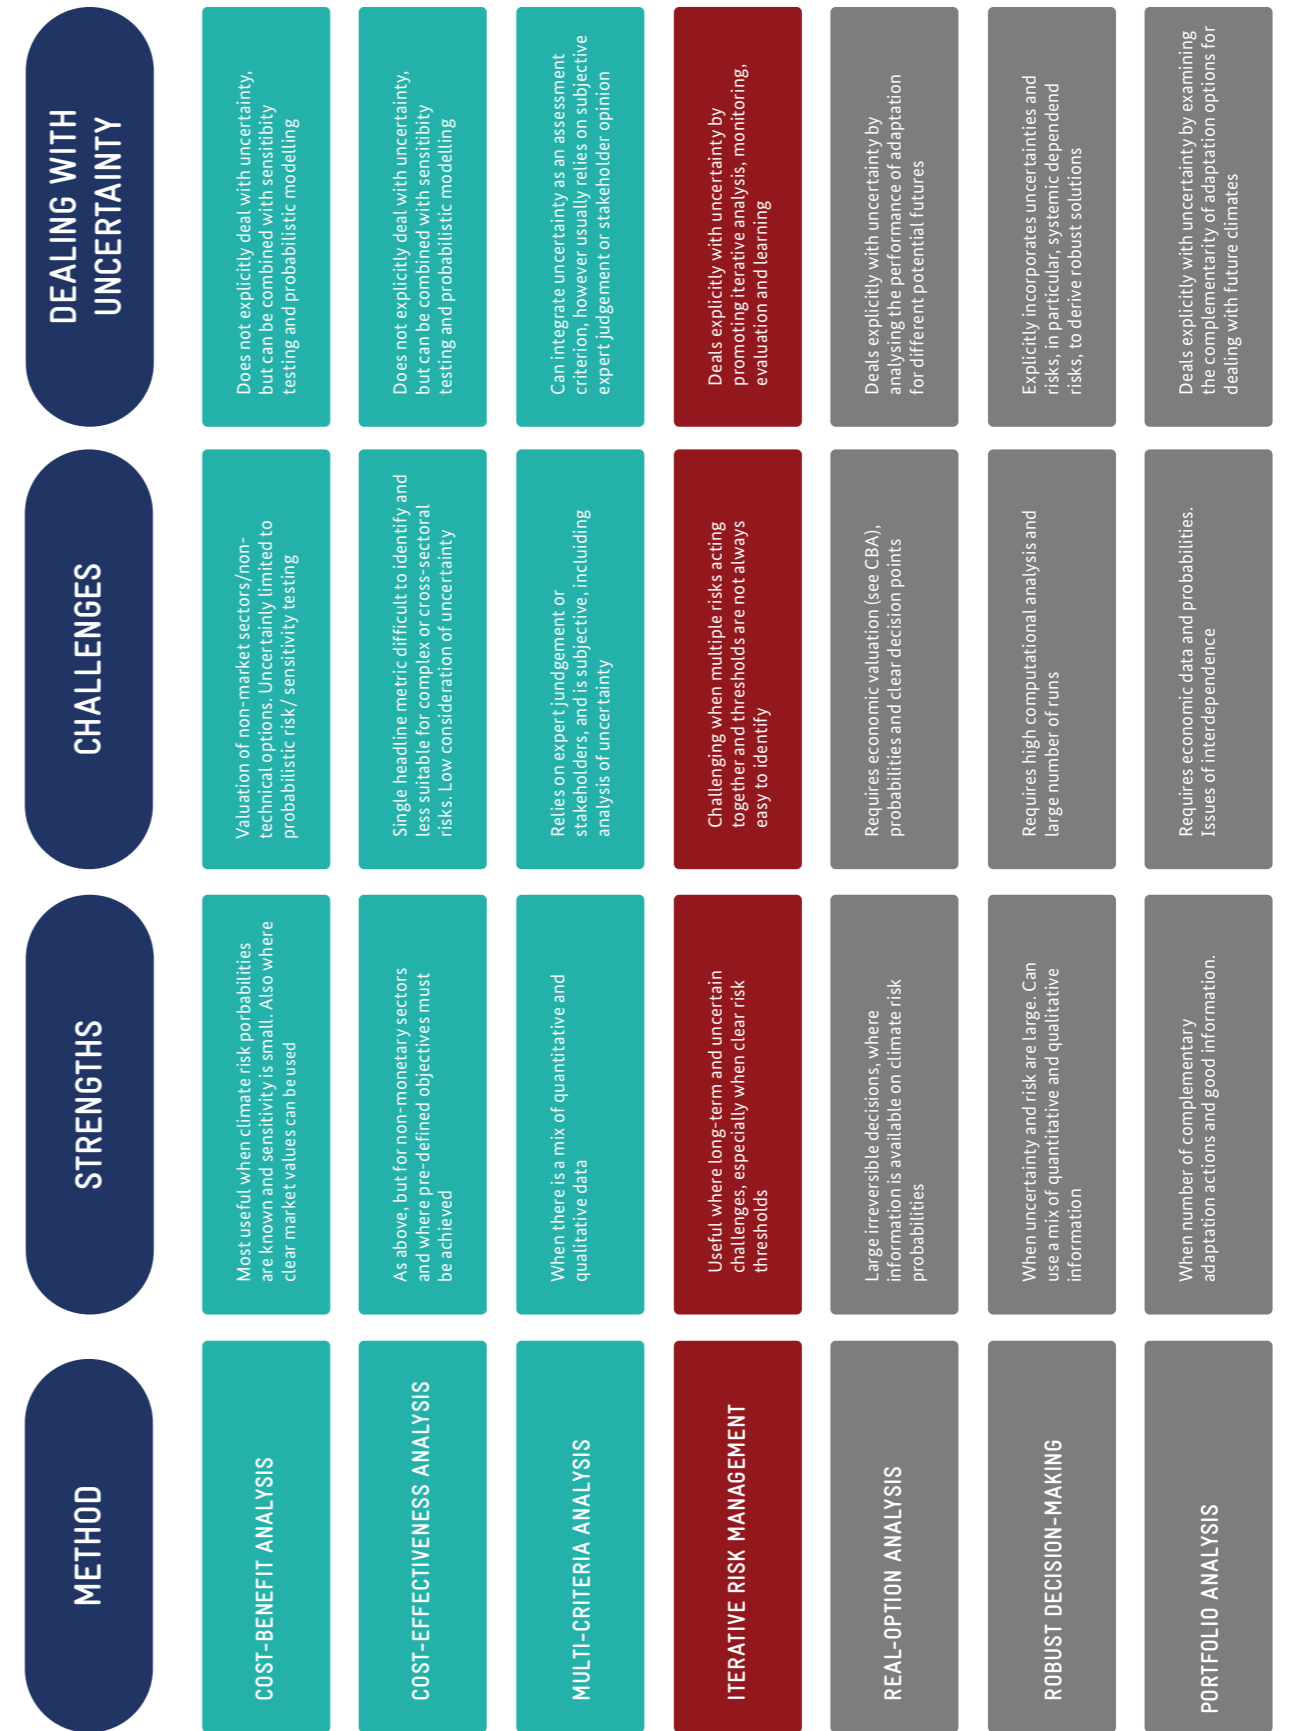 METHOD
STRENGTHS
CHALLENGES
DEALING WITH
UNCERTAINTY
COST-BENEFIT ANALYSIS
Most useful when climate risk porbabilities
are known and sensitivity is small. Also where
clear market values can be used
Valuation of non-market sectors/non-
technical options. Uncertainly limited to
probabilistic risk/ sensitivity testing
Does not explicitly deal with uncertainty,
but can be combined with sensitibity
testing and probabilistic modelling
COST-EFFECTIVENESS ANALYSIS
As above, but for non-monetary sectors
and where pre-defined objectives must
be achieved
Single headline metric difficult to identify and
less suitable for complex or cross-sectoral
risks. Low consideration of uncertainty
Does not explicitly deal with uncertainty,
but can be combined with sensitibity
testing and probabilistic modelling
MULTI-CRITERIA ANALYSIS
When there is a mix of quantitative and
qualitative data
Relies on expert jundgement or
stakeholders, and is subjective, incluiding
analysis of uncertainty
Can integrate uncertainty as an assessment
criterion, however usually relies on subjective
expert judgement or stakeholder opinion
ITERATIVE RISK MANAGEMENT
Useful where long-term and uncertain
challenges, especially when clear risk
thresholds
Challenging when multiple risks acting
together and thresholds are not always
easy to identify
Deals explicitly with uncertainty by
promoting iterative analysis, monitoring,
evaluation and learning
REAL-OPTION ANALYSIS
Large irreversible decisions, where
information is available on climate risk
probabilities
Requires economic valuation (see CBA),
probabilities and clear decision points
Deals explicitly with uncertainty by
analysing the performance of adaptation
for different potential futures
ROBUST DECISION-MAKING
When uncertainty and risk are large. Can
use a mix of quantitative and qualitative
information
Requires high computational analysis and
large number of runs
Explicitly incorporates uncertainties and
risks, in particular, systemic dependend
risks, to derive robust solutions
PORTFOLIO ANALYSIS
When number of complementary
adaptation actions and good information.
Requires economic data and probabilities.
Issues of interdependence
Deals explicitly with uncertainty by examining
the complementarity of adaptation options for
dealing with future climates